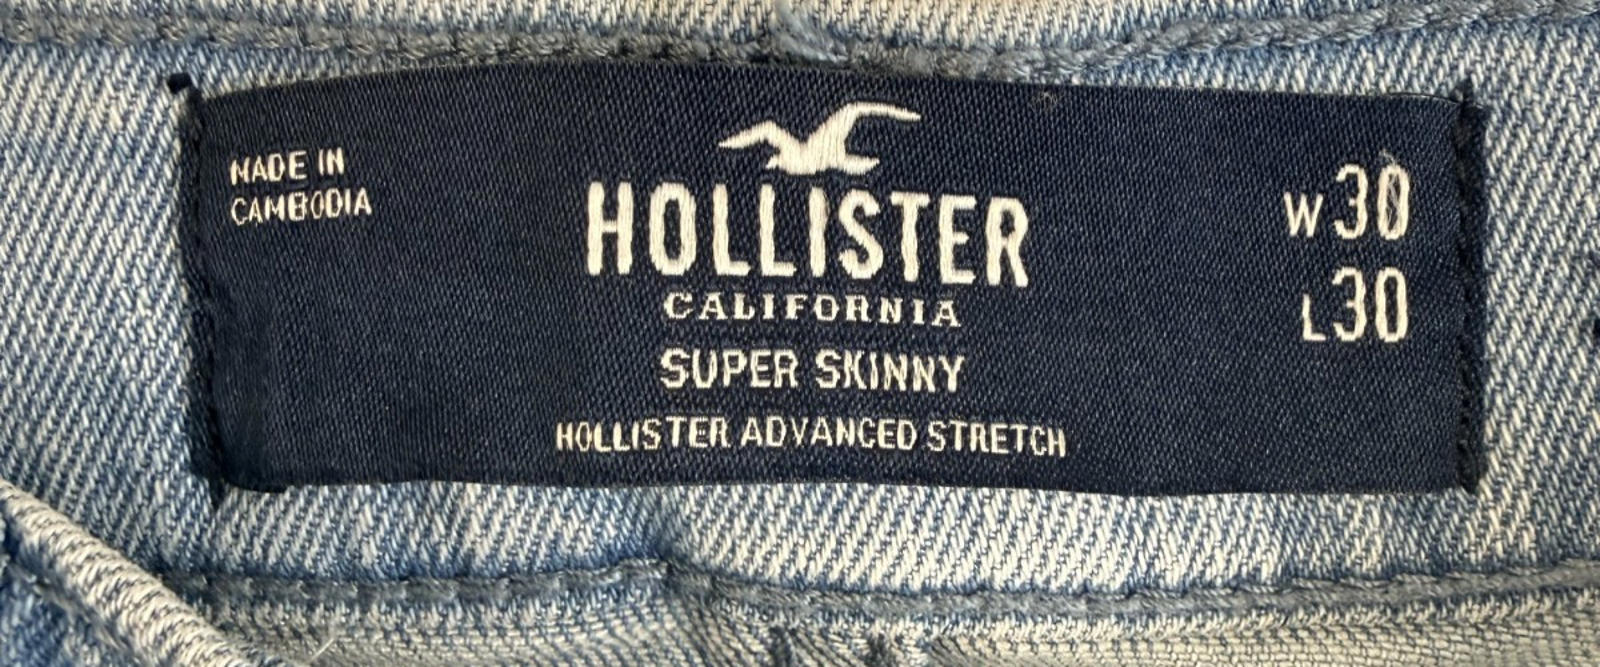 MADE IN
CAMBODIA
HOLLISTER
CALIFORNIA
SUPER SKINNY
HOLLISTER ADVANCED STRETCH
W30
L30